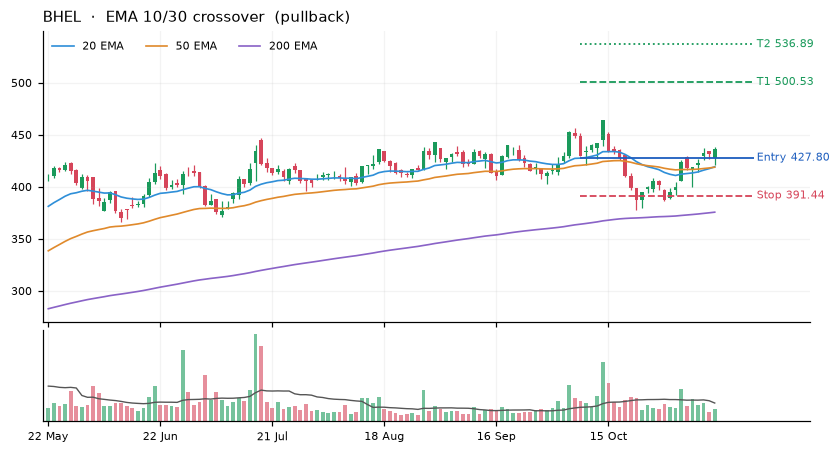 BHEL · EMA 10/30 crossover (pullback)
20 EMA 50 EMA 200 EMA
T2 536.89
T1 500.53
Entry 427.80
Stop 391.44
500
450
400
350
300
22 May 22 Jun 21 Jul 18 Aug 16 Sep 15 Oct